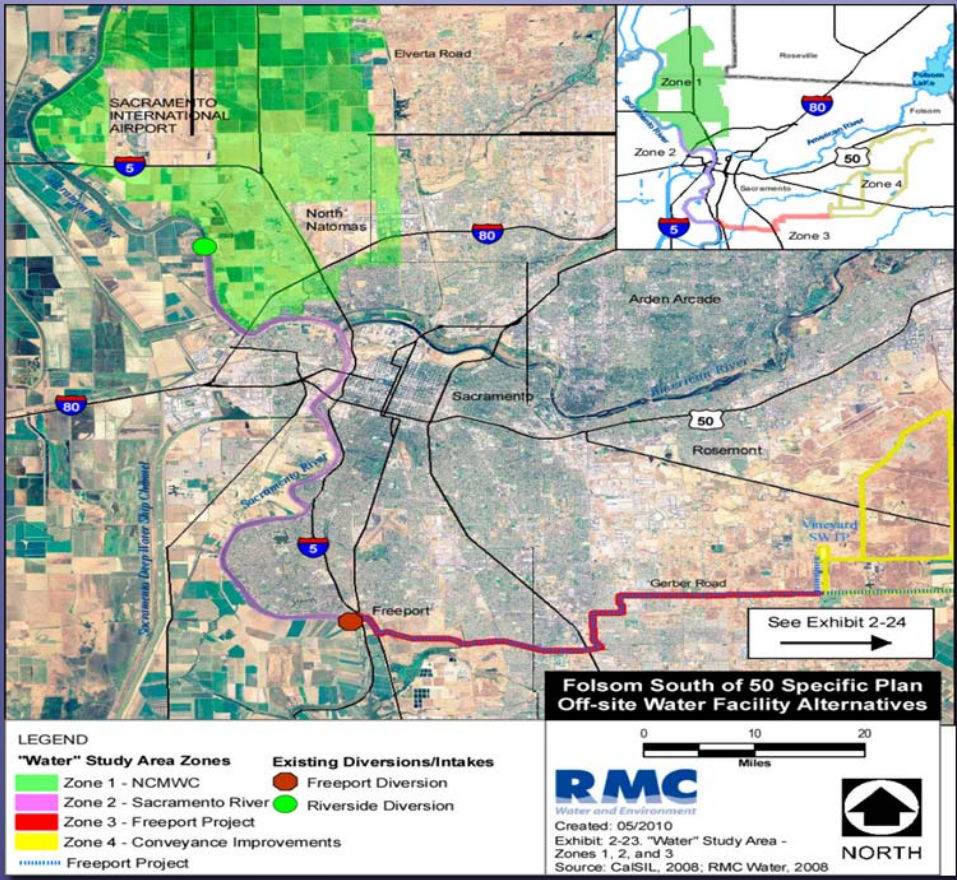 Elverta Road
SACRAMENTO
INTERNATIONAL
AIRPORT
5
North
Natomas
80
Arden Arcade
American River
Sacramento
80
50
Rosemont
Sacramento River
Sacramento Deep Water Ship Channel
5
Vineyard
SWTP
Gerber Road
Freeport
See Exhibit 2-24
Roseville
Zone 1
Folsom
Lake
80
Folsom
Sacramento River
American River
Zone 2
50
Sacramento
Zone 4
5
Zone 3
Folsom South of 50 Specific Plan
Off-site Water Facility Alternatives
LEGEND
"Water" Study Area Zones
Zone 1 - NCMWC
Zone 2 - Sacramento River
Zone 3 - Freeport Project
Zone 4 - Conveyance Improvements
Freeport Project
Existing Diversions/Intakes
Freeport Diversion
Riverside Diversion
0 10 20
Miles
RMC
Water and Environment
Created: 05/2010
Exhibit: 2-23. "Water" Study Area -
Zones 1, 2, and 3
Source: CalSIL, 2008; RMC Water, 2008
NORTH